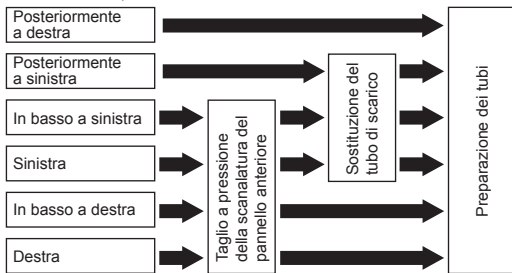 Posteriormente
a destra
Posteriormente
a sinistra
In basso a sinistra
Sinistra
In basso a destra
Destra
Taglio a pressione
della scanalatura del
pannello anteriore
Sostituzione del
tubo di scarico
Preparazione dei tubi